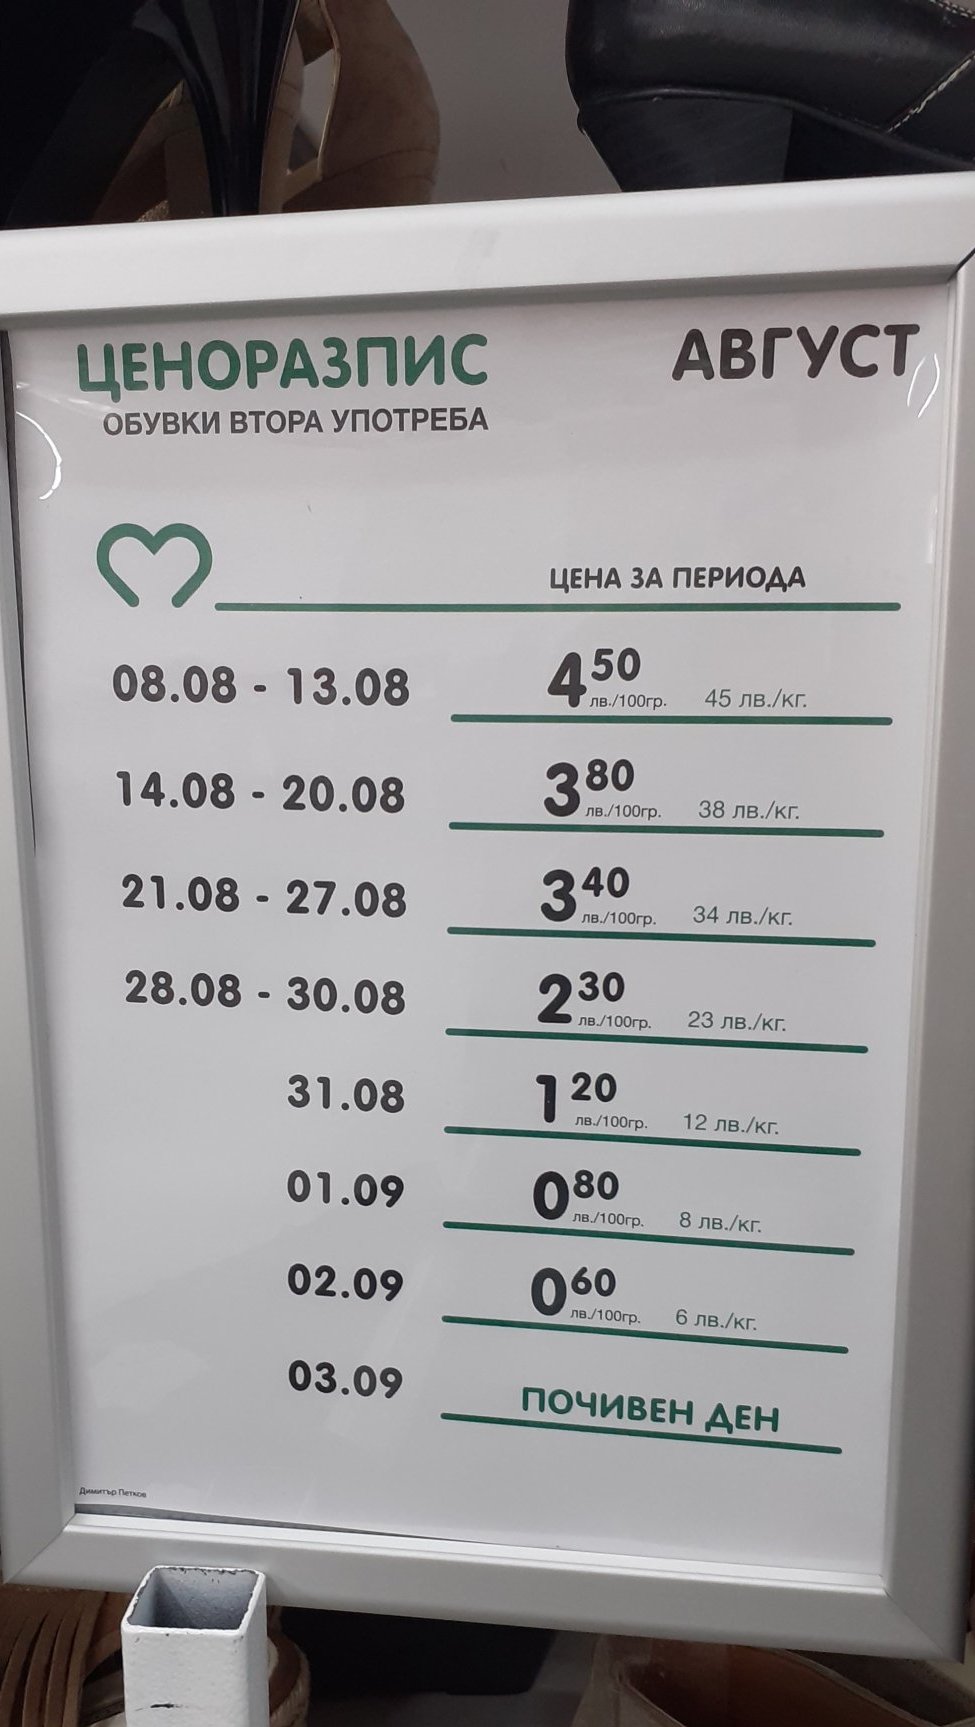 ЦЕНОРАЗПИС АВГУСТ
ОБУВКИ ВТОРА УПОТРЕБА
ЦЕНА ЗА ПЕРИОДА
08.08 - 13.08 4 50 лв./100гр. 45 лв./кг.
14.08 - 20.08 3 80 лв./100гр. 38 лв./кг.
21.08 - 27.08 3 40 лв./100гр. 34 лв./кг.
28.08 - 30.08 2 30 лв./100гр. 23 лв./кг.
31.08 1 20 лв./100гр. 12 лв./кг.
01.09 0 80 лв./100гр. 8 лв./кг.
02.09 0 60 лв./100гр. 6 лв./кг.
03.09 ПОЧИВЕН ДЕН
Димитър Петков